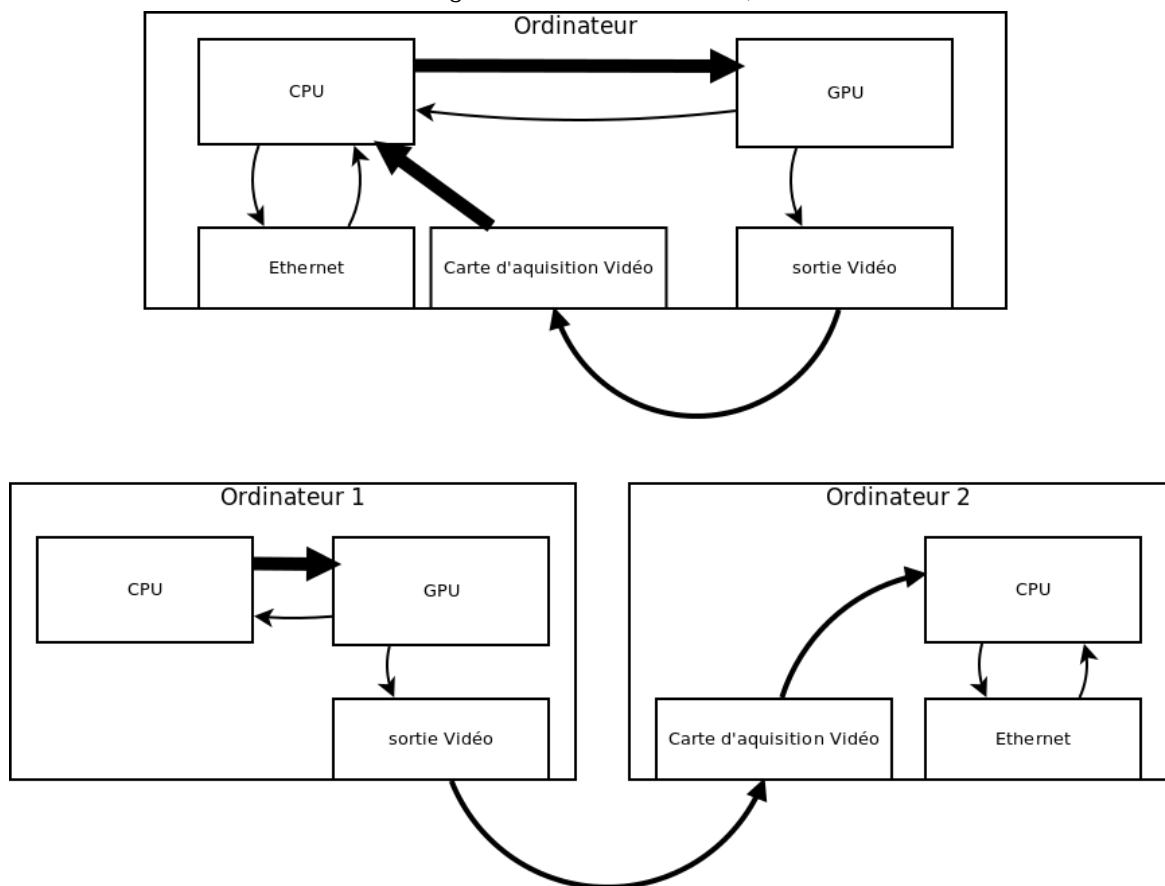 Ordinateur
CPU
GPU
Ethernet
Carte d'aquisition Vidéo
sortie Vidéo
Ordinateur 1
Ordinateur 2
CPU
GPU
CPU
sortie Vidéo
Carte d'aquisition Vidéo
Ethernet